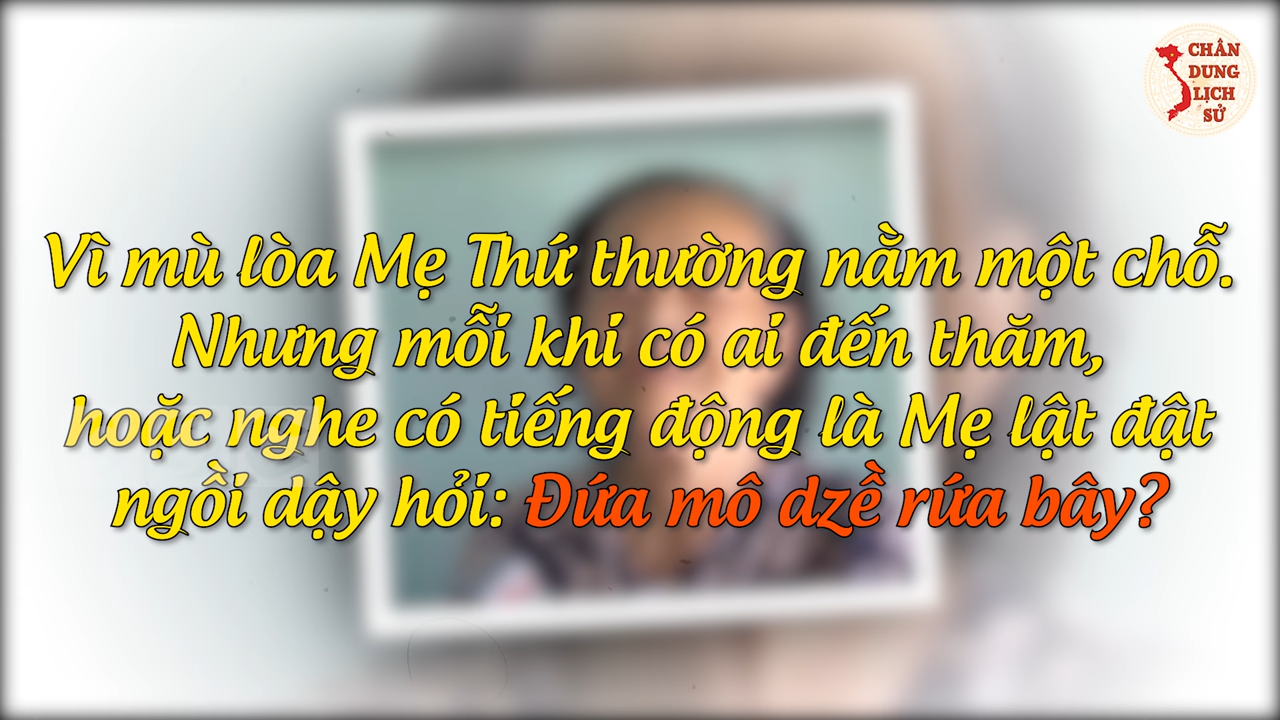 CHÂN
DUNG
LỊCH
SỬ
Vì mù lòa Mẹ Thứ thường nằm một chỗ.
Nhưng mỗi khi có ai đến thăm,
hoặc nghe có tiếng động là Mẹ lật đật
ngồi dậy hỏi: Đứa mô dzề rứa bây?